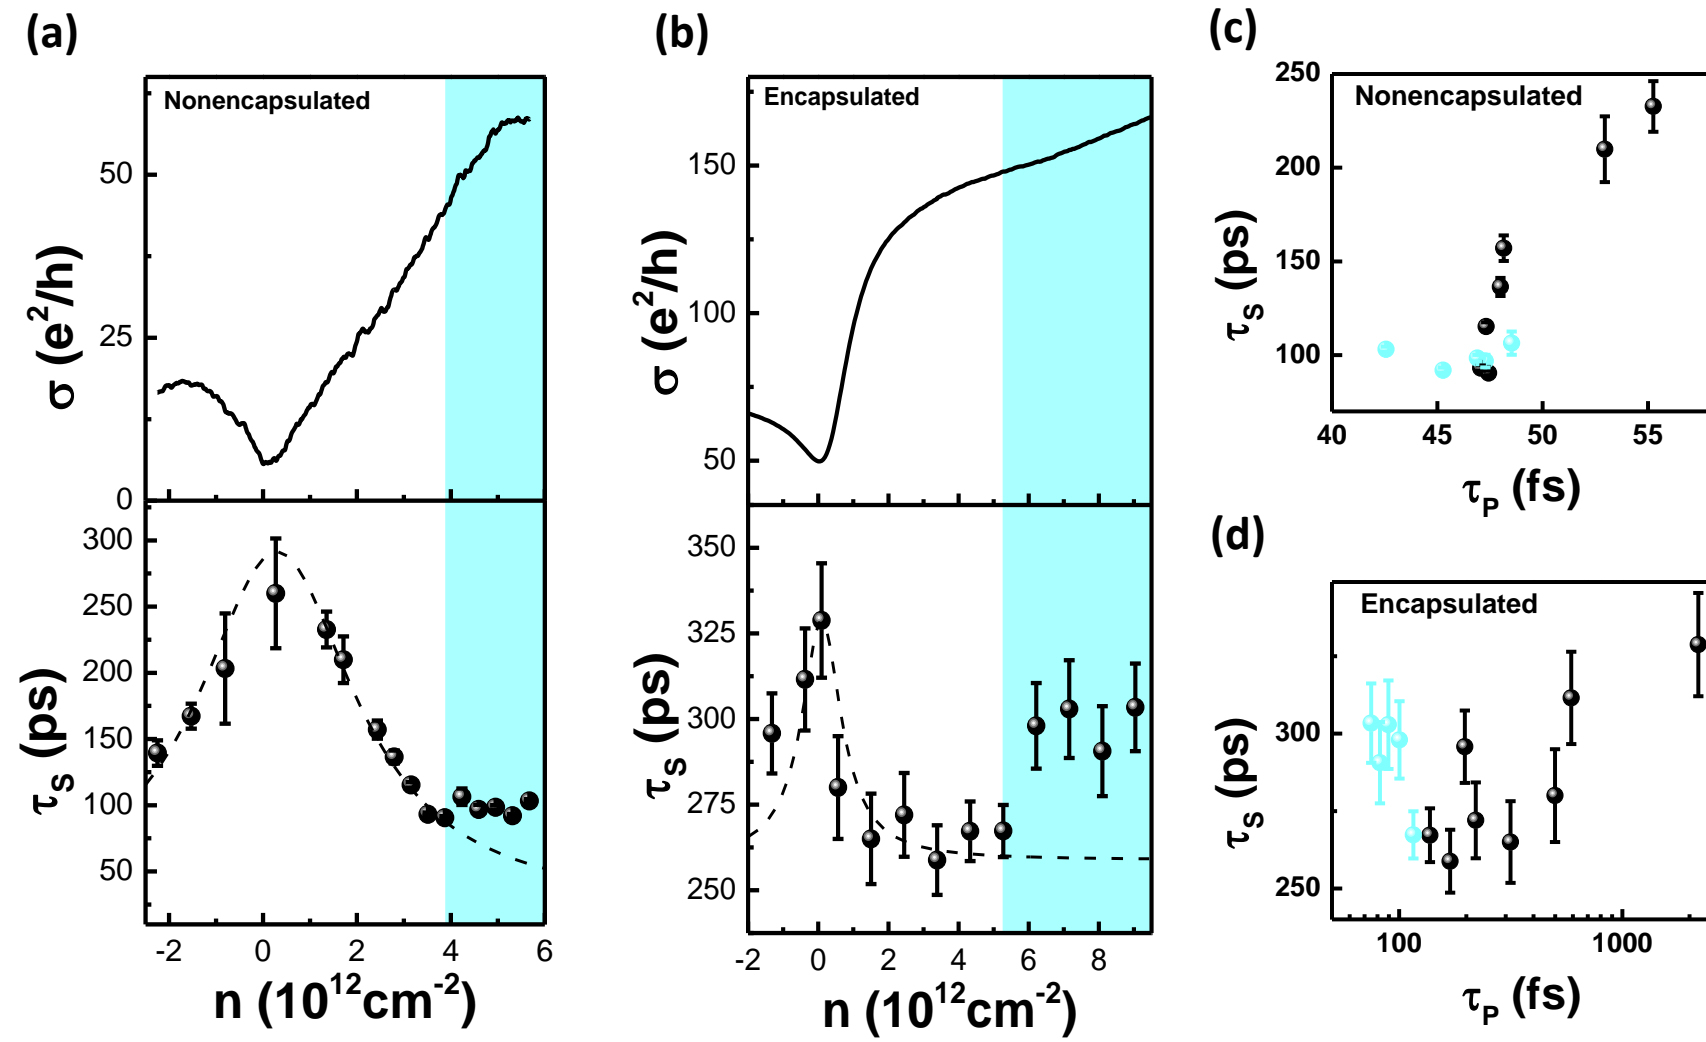 (a)
Nonencapsulated
50
25
0
σ (e²/h)
300
250
200
150
100
50
τS (ps)
-2 0 2 4 6
n (10¹²cm⁻²)
(b)
Encapsulated
150
100
50
σ (e²/h)
350
325
300
275
250
τS (ps)
-2 0 2 4 6 8
n (10¹²cm⁻²)
(c)
Nonencapsulated
250
200
150
100
τS (ps)
40 45 50 55
τP (fs)
(d)
Encapsulated
300
250
τS (ps)
100 1000
τP (fs)